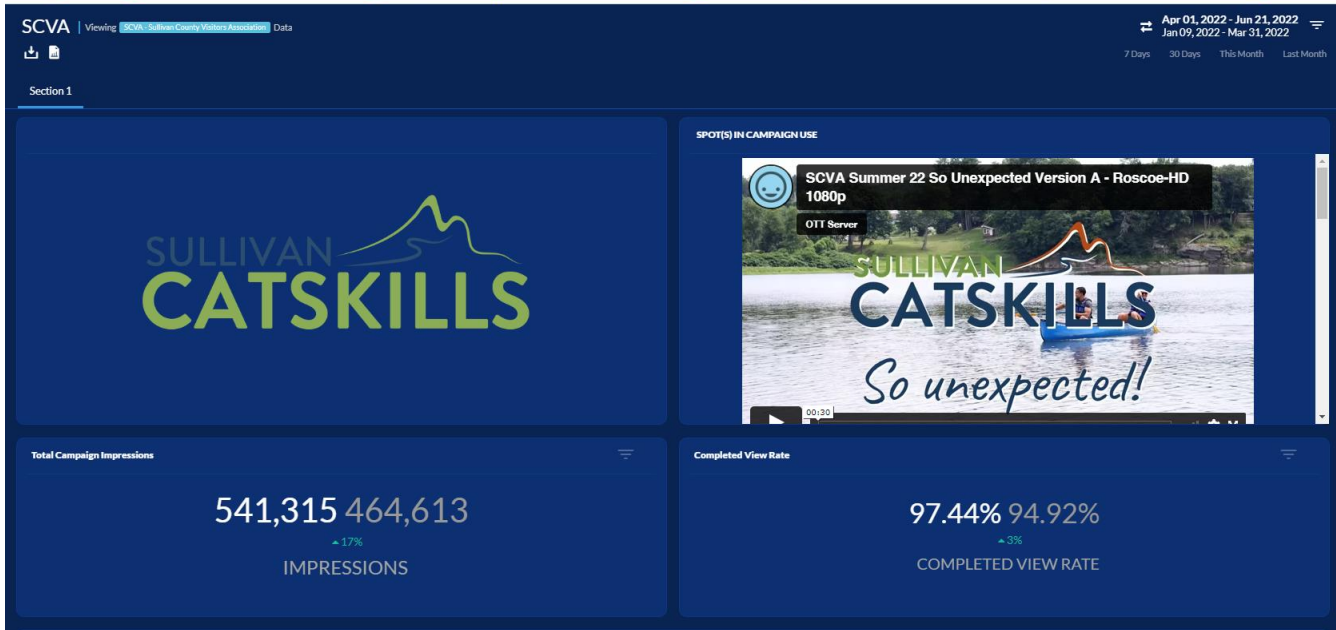 SCVA | Viewing SCVA - Sullivan County Visitors Association Data
Apr 01, 2022 - Jun 21, 2022
Jan 09, 2022 - Mar 31, 2022
7 Days 30 Days This Month Last Month
Section 1
SULLIVAN
CATSKILLS
SPOT(S) IN CAMPAIGN USE
SCVA Summer 22 So Unexpected Version A - Roscoe-HD
1080p
OTT Server
SULLIVAN
CATSKILLS
So unexpected!
00:30
Total Campaign Impressions
541,315 464,613
17%
IMPRESSIONS
Completed View Rate
97.44% 94.92%
3%
COMPLETED VIEW RATE